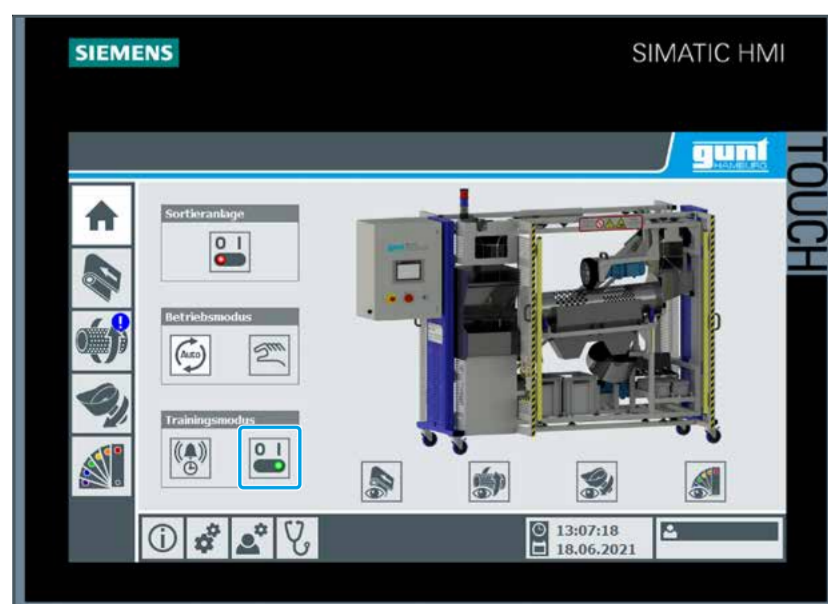 SIEMENS
SIMATIC HMI
TOUCH
gunt
HAMBURG
Sortieranlage
0 I
Betriebsmodus
Auto
Trainingsmodus
0 I
13:07:18
18.06.2021